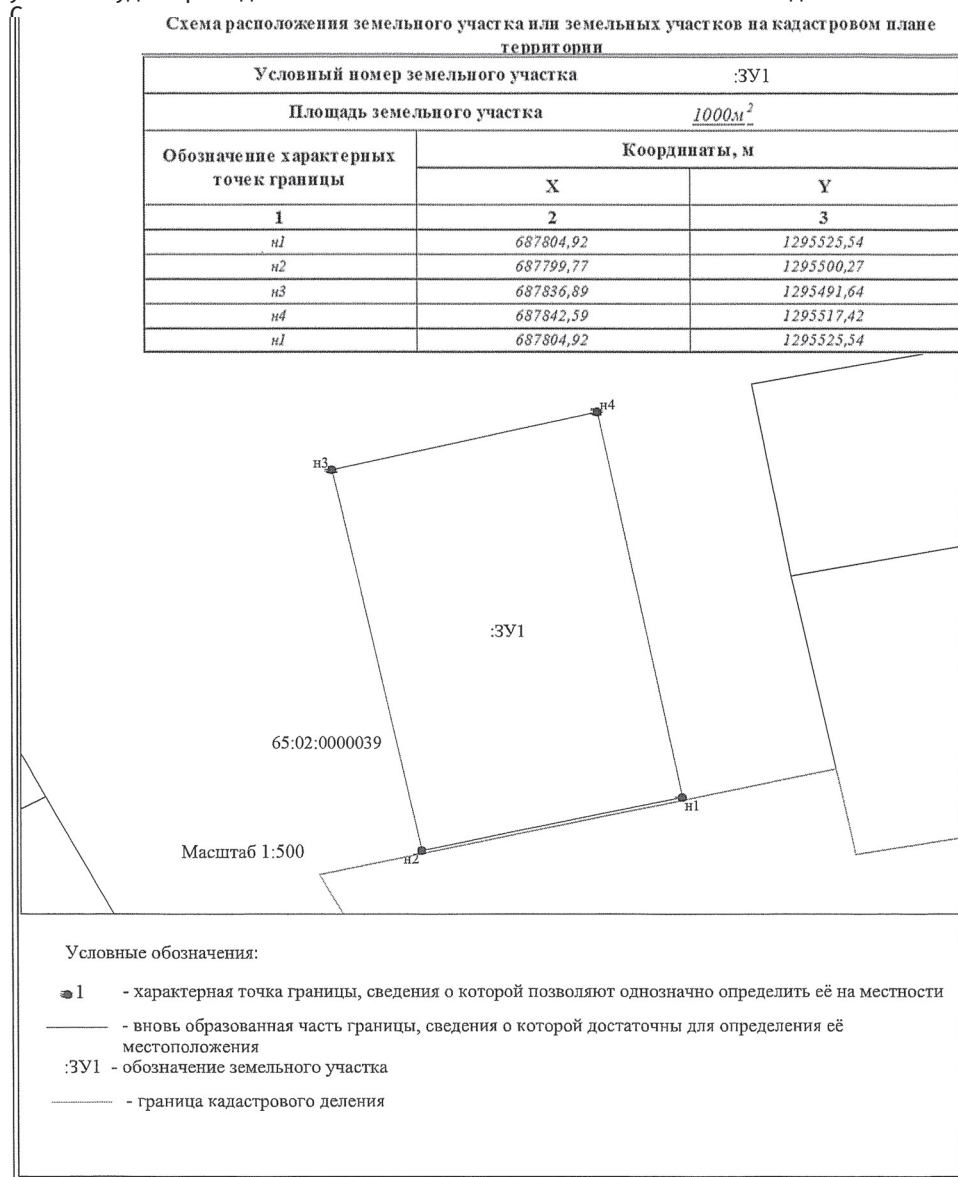 Схема расположения земельного участка или земельных участков на кадастровом плане
территории
Условный номер земельного участка :ЗУ1
Площадь земельного участка 1000м²
Обозначение характерных точек границы Координаты, м
X Y
1 2 3
н1 687804,92 1295525,54
н2 687799,77 1295500,27
н3 687836,89 1295491,64
н4 687842,59 1295517,42
н1 687804,92 1295525,54
н4
н3
:ЗУ1
65:02:0000039
н1
Масштаб 1:500
н2
Условные обозначения:
1 - характерная точка границы, сведения о которой позволяют однозначно определить её на местности
- вновь образованная часть границы, сведения о которой достаточны для определения её
местоположения
:ЗУ1 - обозначение земельного участка
- граница кадастрового деления